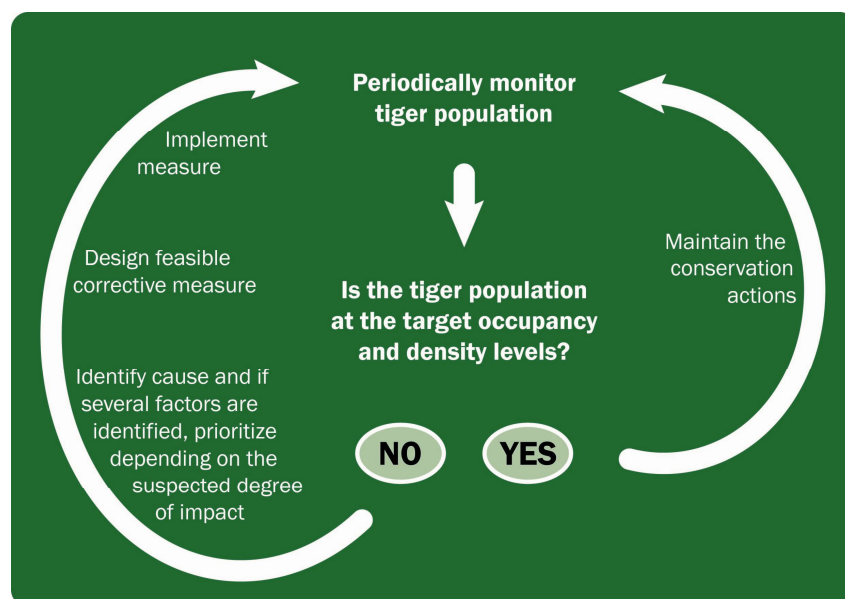 Periodically monitor
tiger population
Is the tiger population
at the target occupancy
and density levels?
NO
YES
Identify cause and if
several factors are
identified, prioritize
depending on the
suspected degree
of impact
Design feasible
corrective measure
Implement
measure
Maintain the
conservation
actions